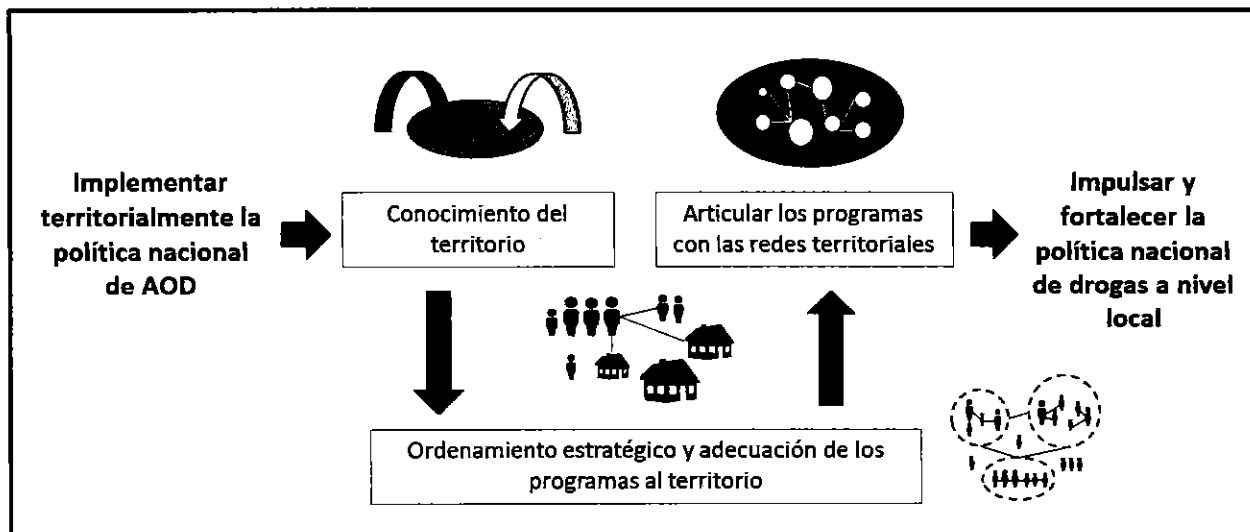 Implementar
territorialmente la
política nacional
de AOD
Conocimiento del
territorio
Articular los programas
con las redes territoriales
Impulsar y
fortalecer la
política nacional
de drogas a nivel
local
Ordenamiento estratégico y adecuación de los
programas al territorio